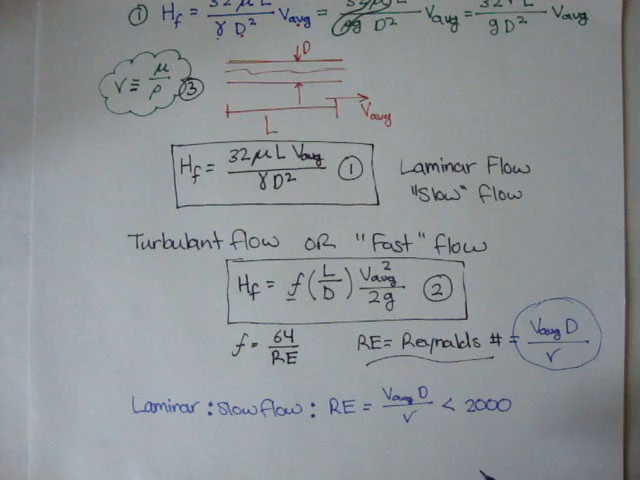 ① Hf = 32μL / γD² Vavg = 32μL / ρg D² Vavg = 32νL / gD² Vavg
D
ν ≡ μ/ρ ③
Vavg
L
Hf = 32μL Vavg / γD² ① Laminar Flow
"Slow" flow
Turbulant flow OR "Fast" flow
Hf = f (L/D) Vavg²/2g ②
f = 64/RE RE = Reynalds # = Vavg D/ν
Laminar : Slow flow : RE = Vavg D/ν < 2000